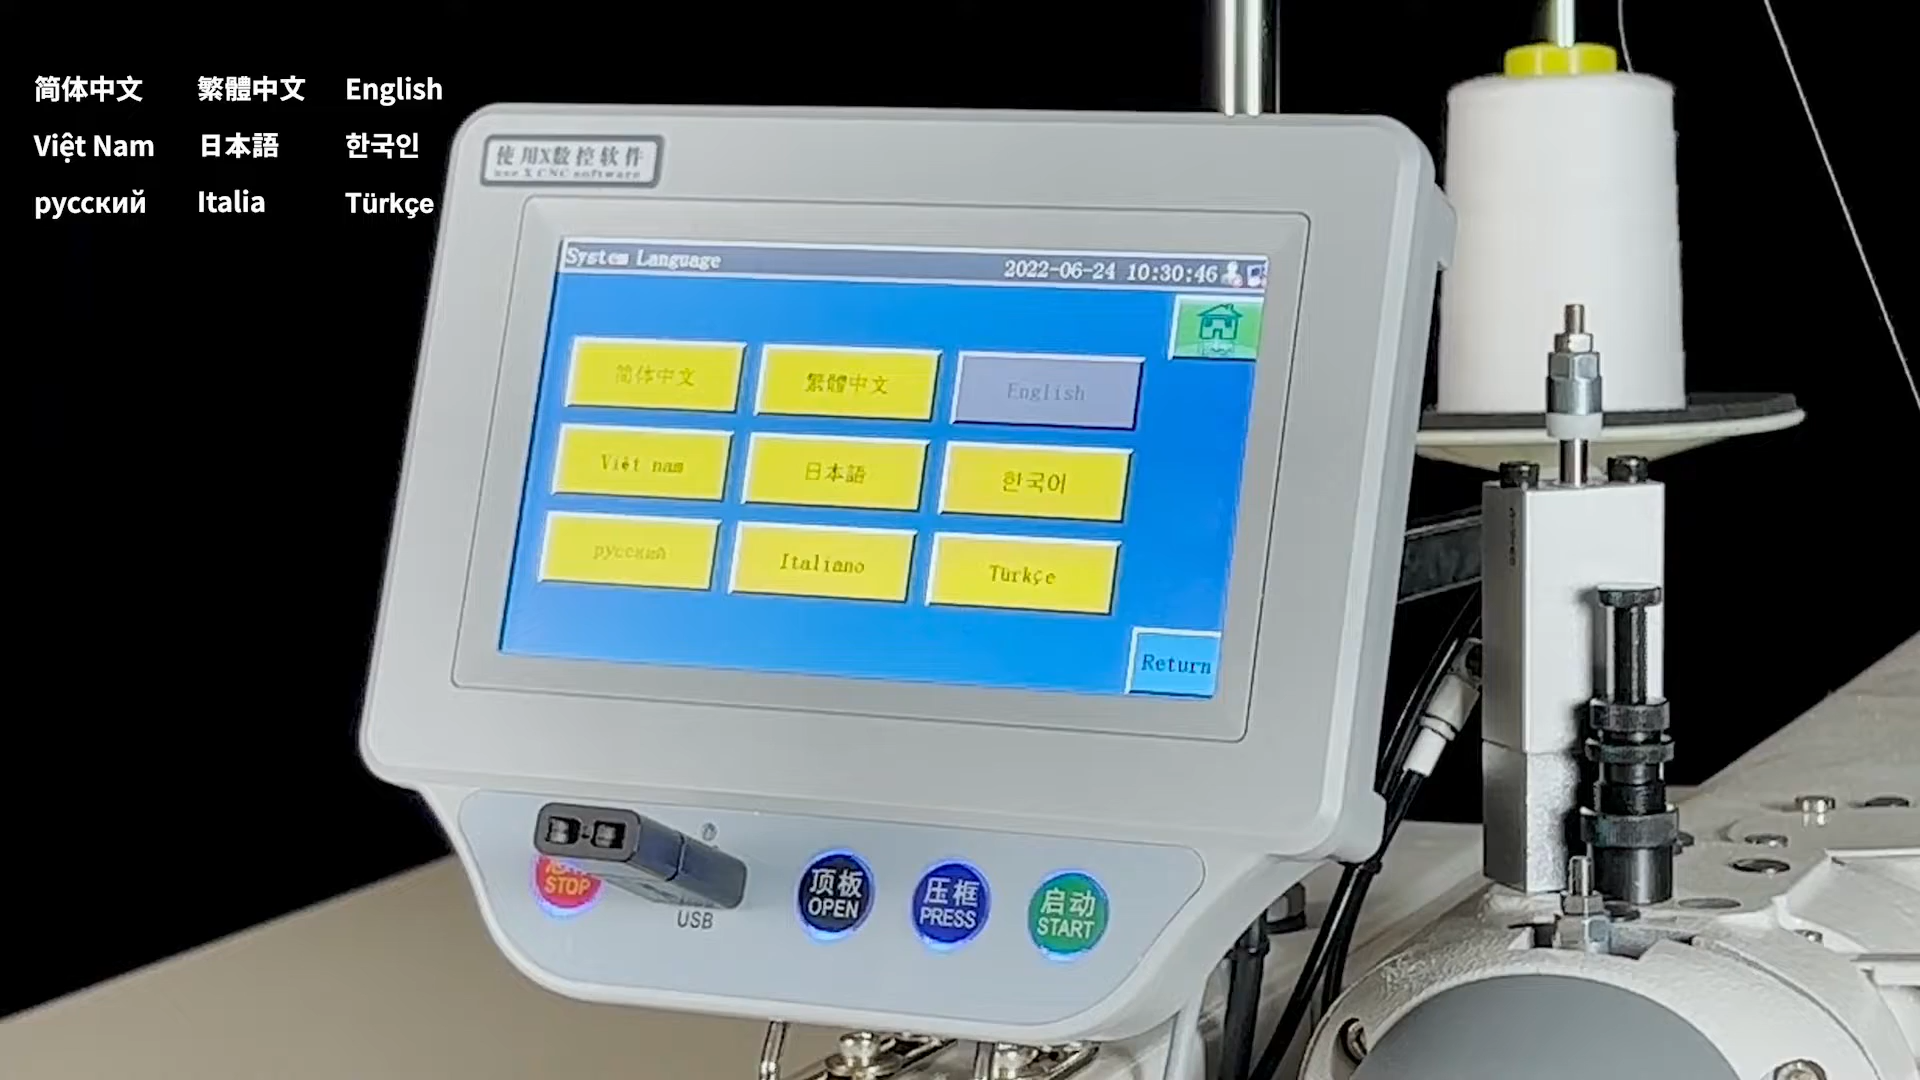 简体中文 繁體中文 English
Việt Nam 日本語 한국인
русский Italia Türkçe
使用X数控软件
use X CNC software
System Language 2022-06-24 10:30:46
简体中文 繁體中文 English
Việt nam 日本語 한국어
русский Italiano Türkçe
Return
STOP
USB
顶板
OPEN
压框
PRESS
启动
START